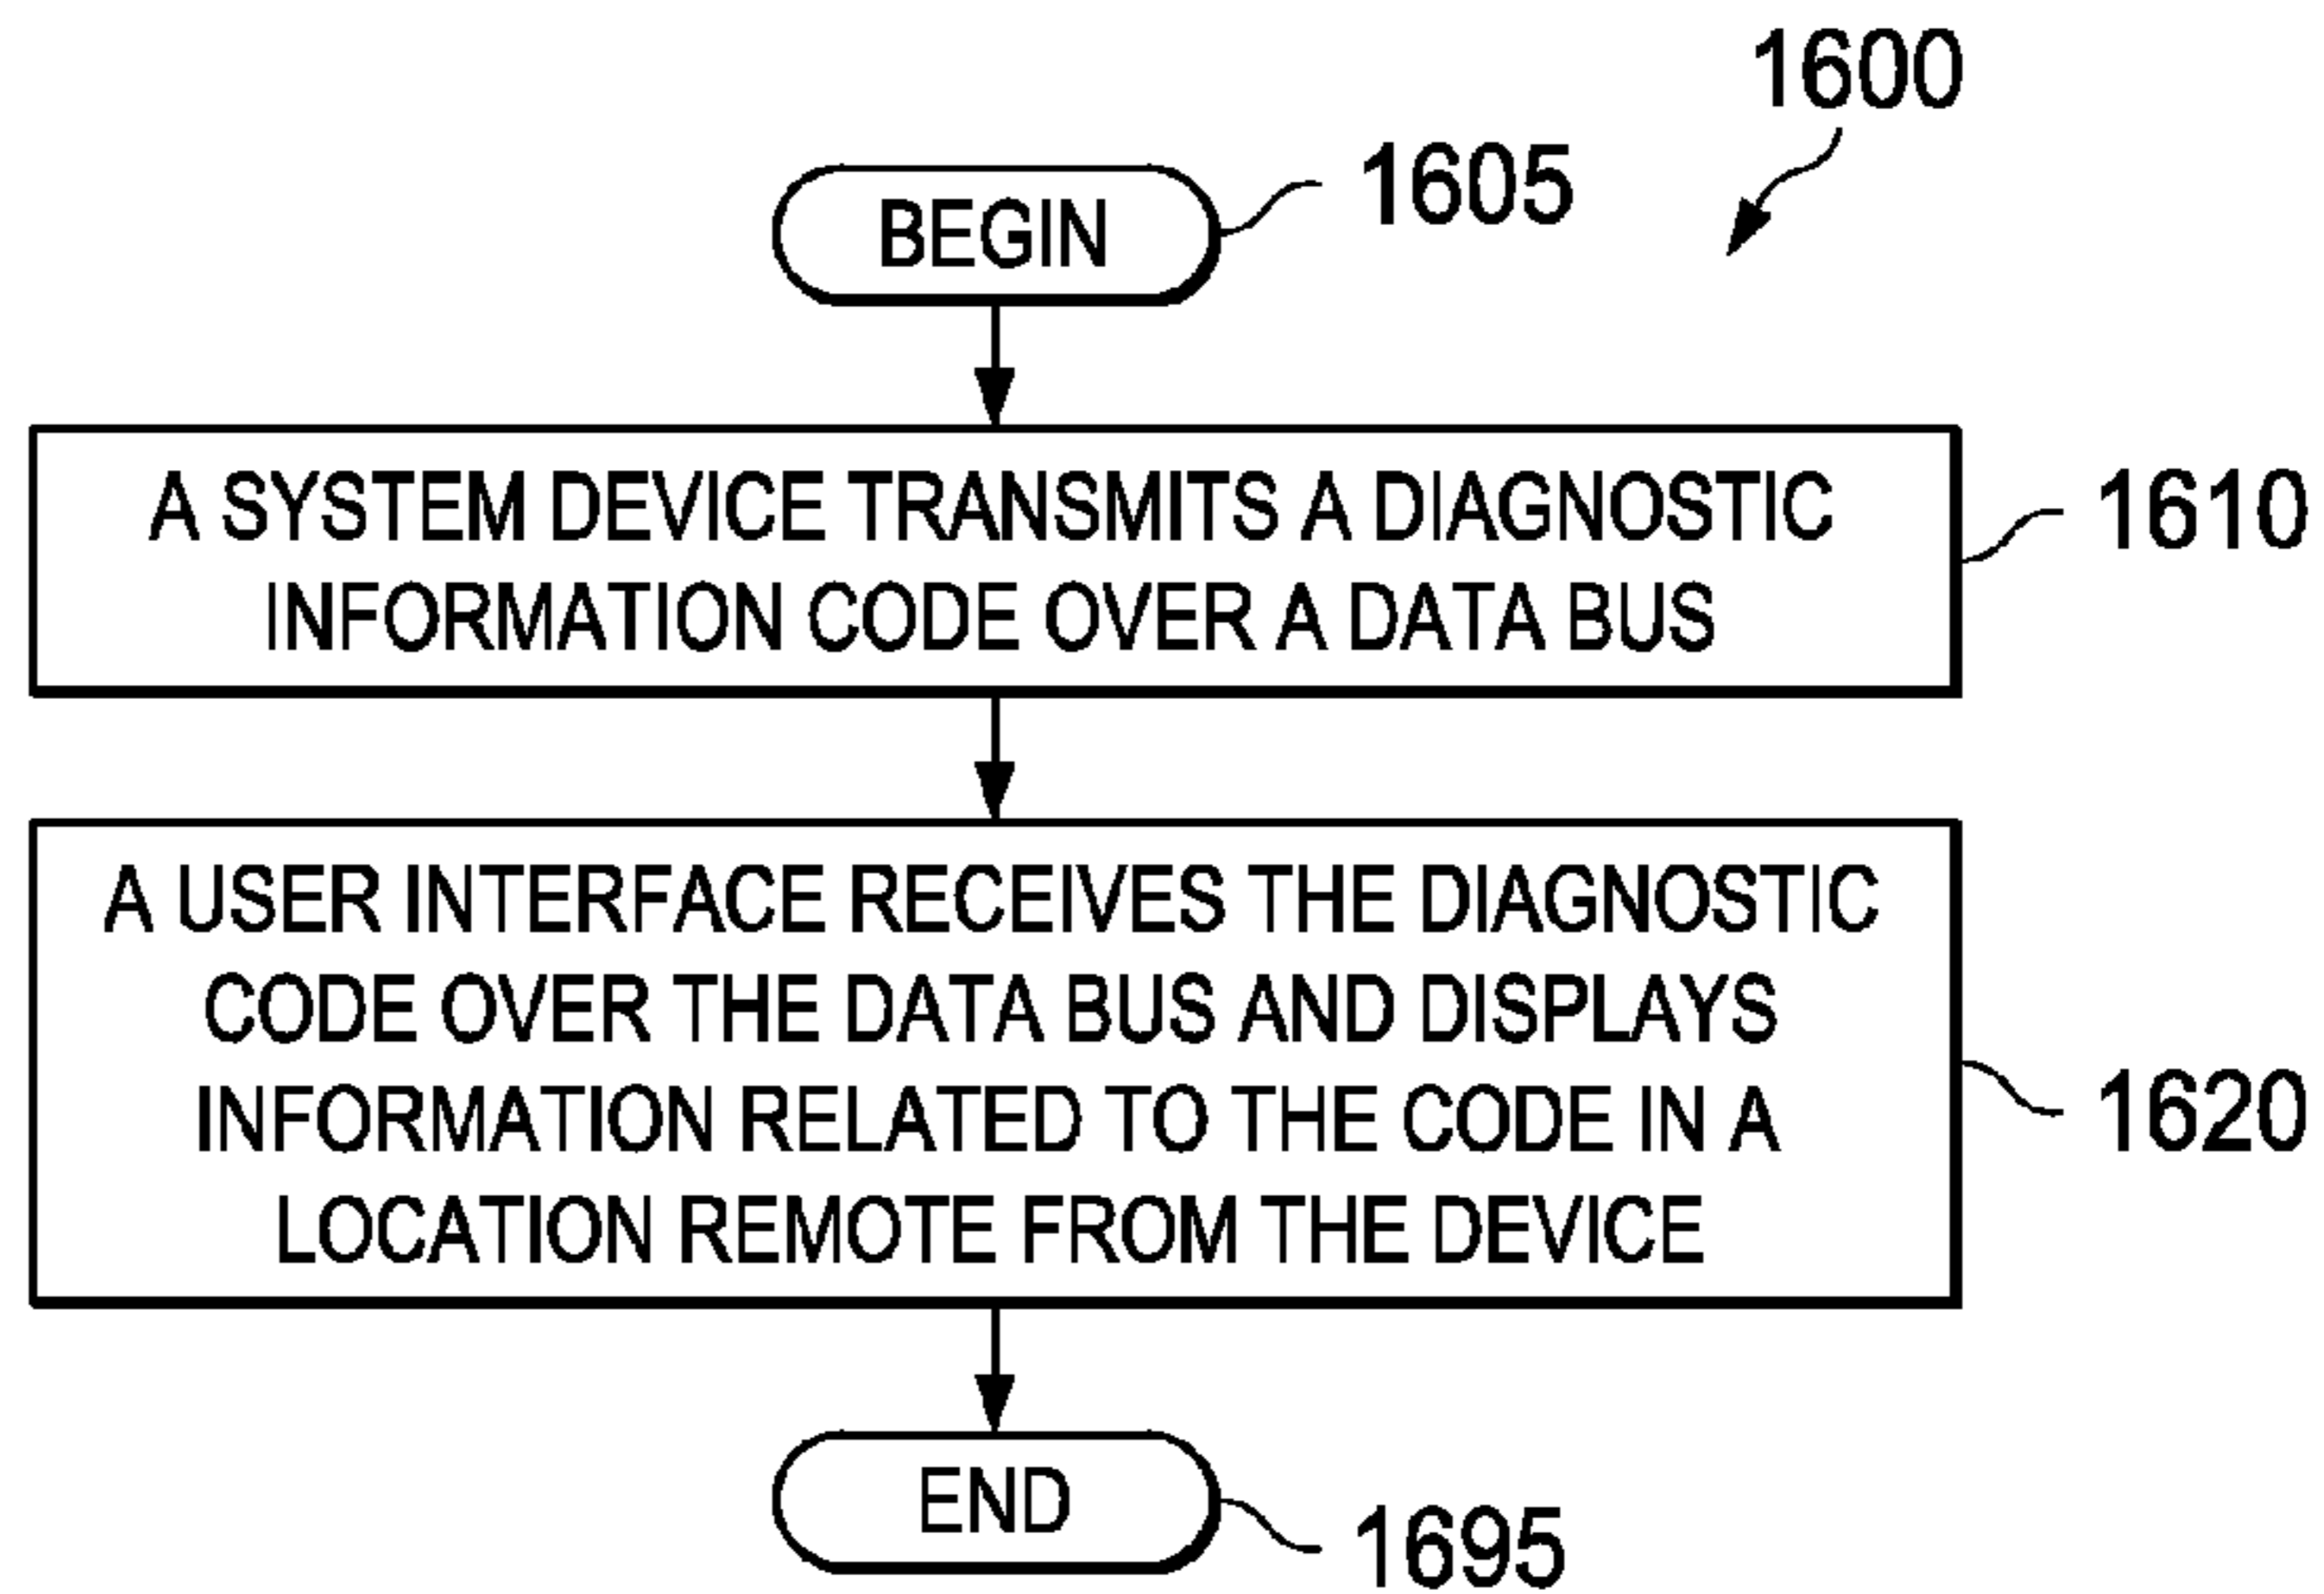 1600
BEGIN
1605
A SYSTEM DEVICE TRANSMITS A DIAGNOSTIC
INFORMATION CODE OVER A DATA BUS
1610
A USER INTERFACE RECEIVES THE DIAGNOSTIC
CODE OVER THE DATA BUS AND DISPLAYS
INFORMATION RELATED TO THE CODE IN A
LOCATION REMOTE FROM THE DEVICE
1620
END
1695